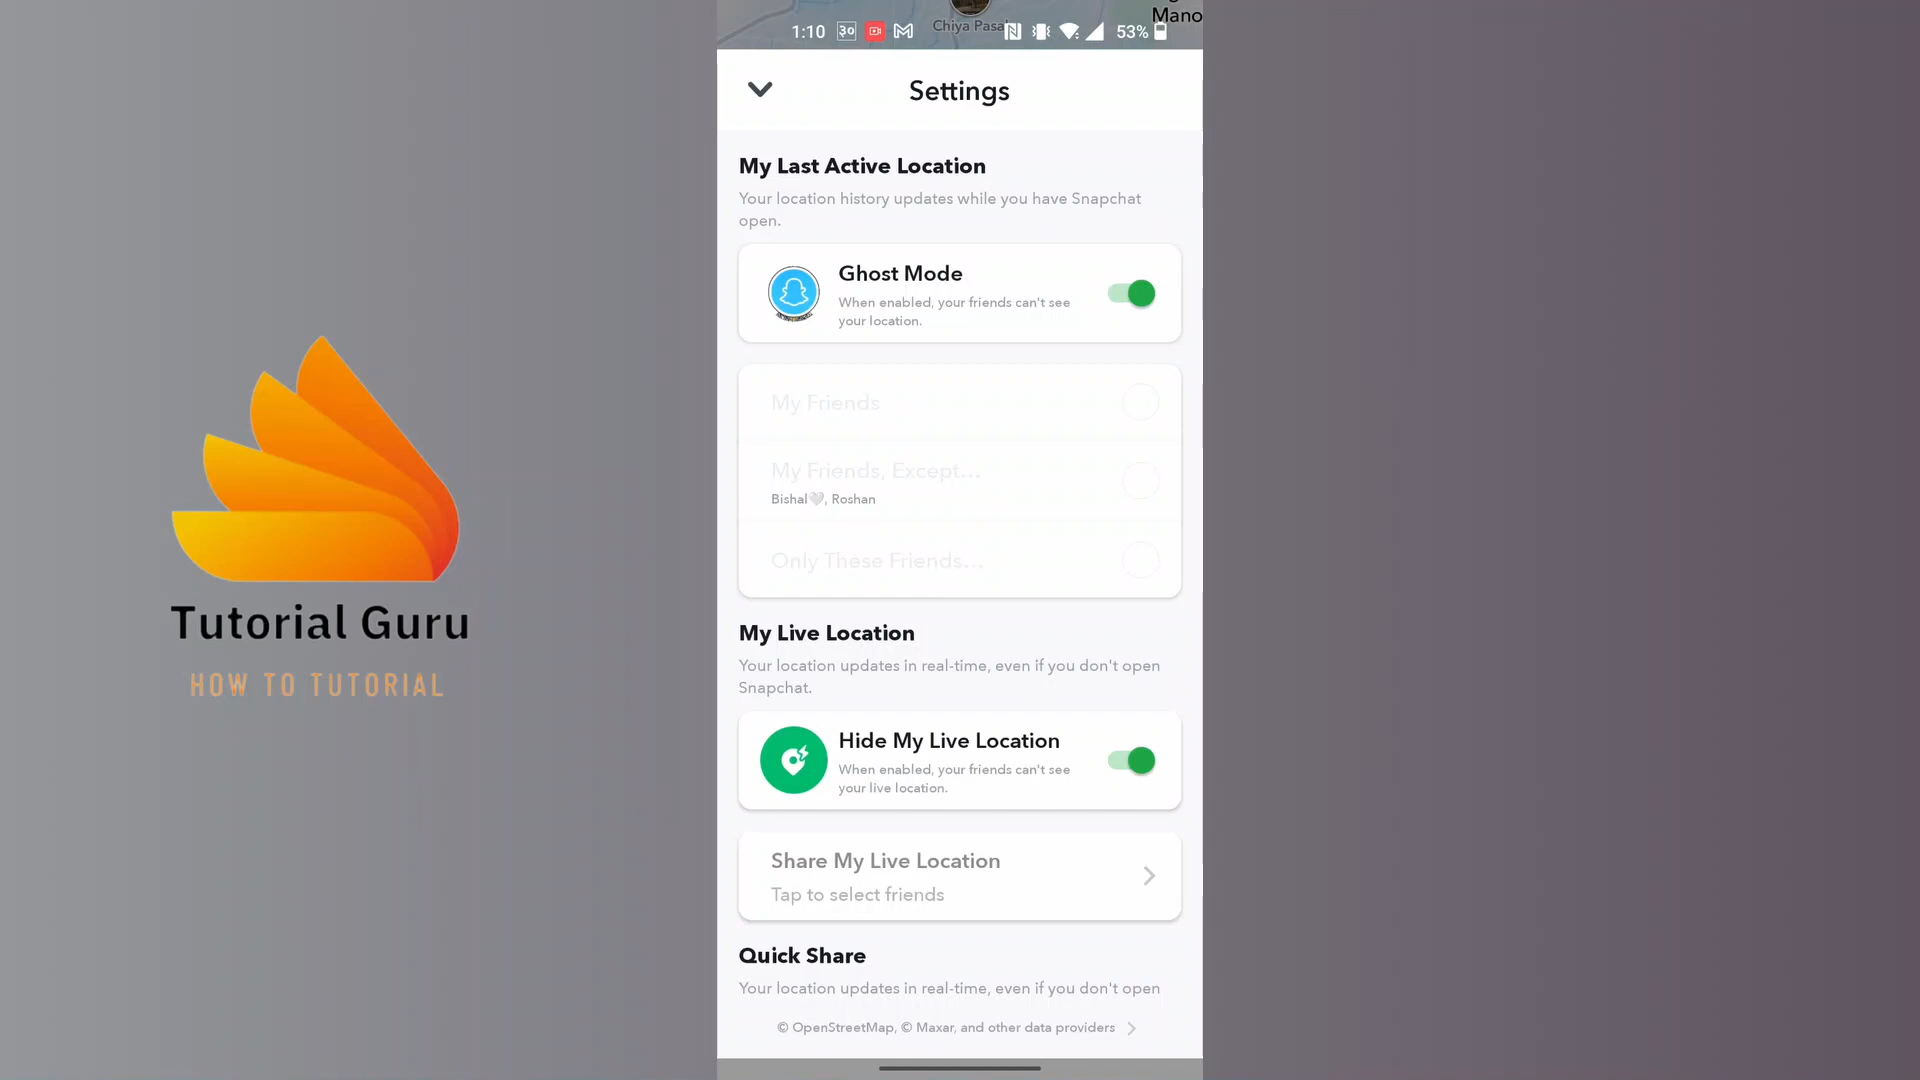 Mano
Chiya Pasa
1:10 ३० 53%
Settings
My Last Active Location
Your location history updates while you have Snapchat
open.
Ghost Mode
When enabled, your friends can't see
your location.
My Friends
My Friends, Except...
Bishal🤍, Roshan
Only These Friends...
My Live Location
Your location updates in real-time, even if you don't open
Snapchat.
Hide My Live Location
When enabled, your friends can't see
your live location.
Share My Live Location
Tap to select friends
Quick Share
Your location updates in real-time, even if you don't open
© OpenStreetMap, © Maxar, and other data providers
Tutorial Guru
HOW TO TUTORIAL